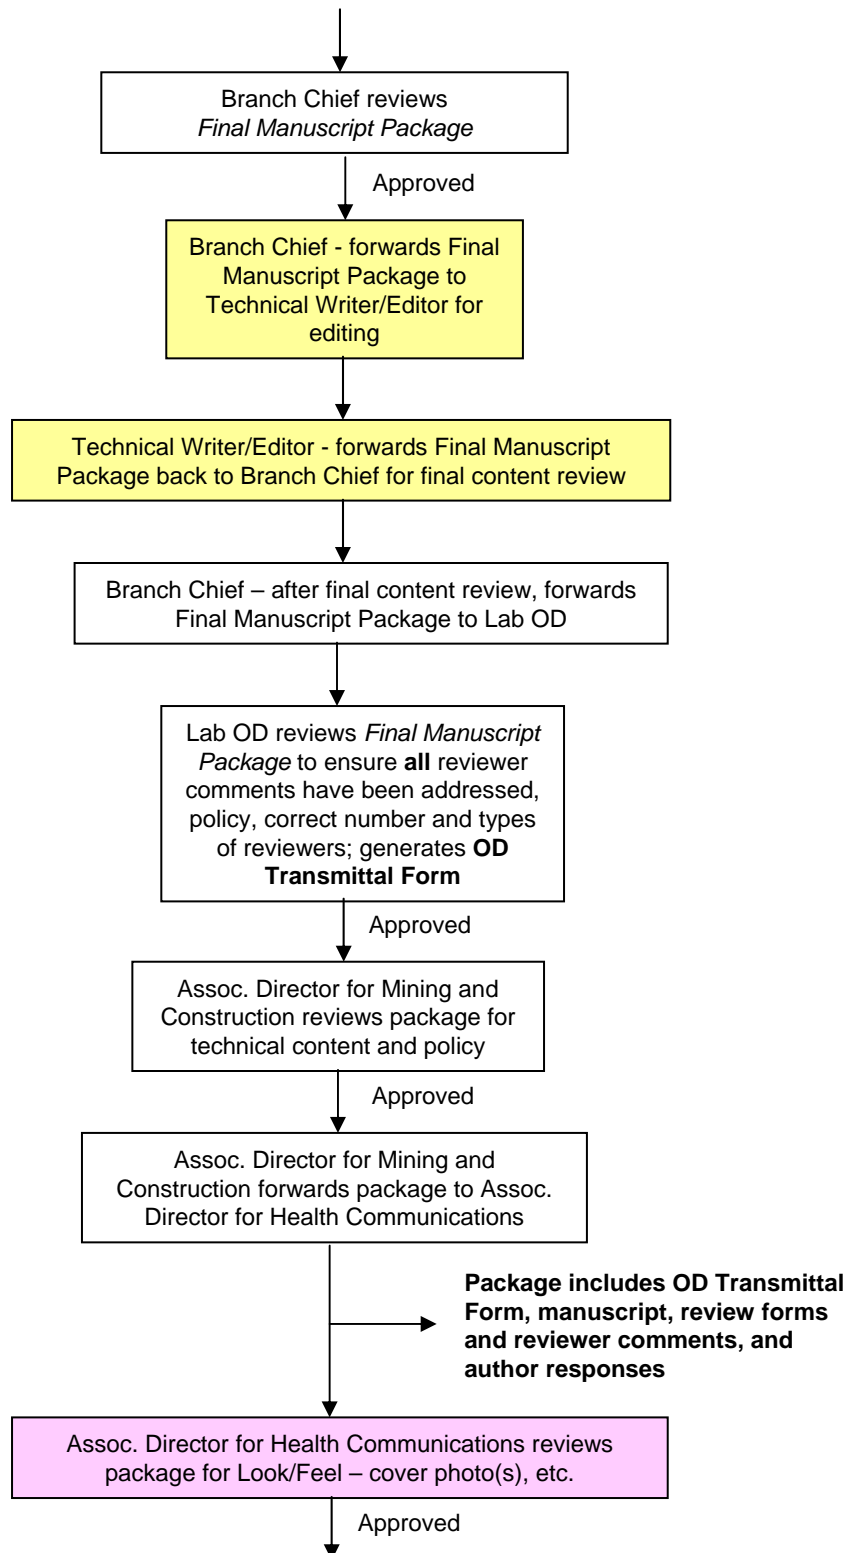 Branch Chief reviews
Final Manuscript Package
Approved
Branch Chief - forwards Final
Manuscript Package to
Technical Writer/Editor for
editing
Technical Writer/Editor - forwards Final Manuscript
Package back to Branch Chief for final content review
Branch Chief – after final content review, forwards
Final Manuscript Package to Lab OD
Lab OD reviews Final Manuscript
Package to ensure all reviewer
comments have been addressed,
policy, correct number and types
of reviewers; generates OD
Transmittal Form
Approved
Assoc. Director for Mining and
Construction reviews package for
technical content and policy
Approved
Assoc. Director for Mining and
Construction forwards package to Assoc.
Director for Health Communications
Package includes OD Transmittal
Form, manuscript, review forms
and reviewer comments, and
author responses
Assoc. Director for Health Communications reviews
package for Look/Feel – cover photo(s), etc.
Approved